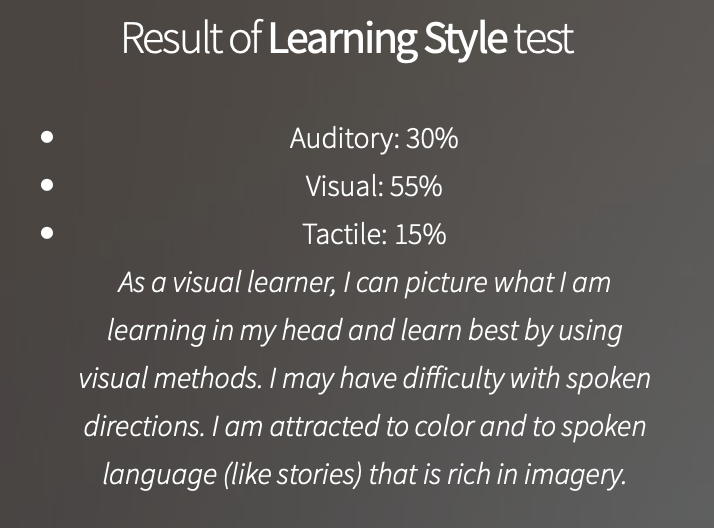 Result of Learning Style test
• Auditory: 30%
• Visual: 55%
• Tactile: 15%
As a visual learner, I can picture what I am
learning in my head and learn best by using
visual methods. I may have difficulty with spoken
directions. I am attracted to color and to spoken
language (like stories) that is rich in imagery.